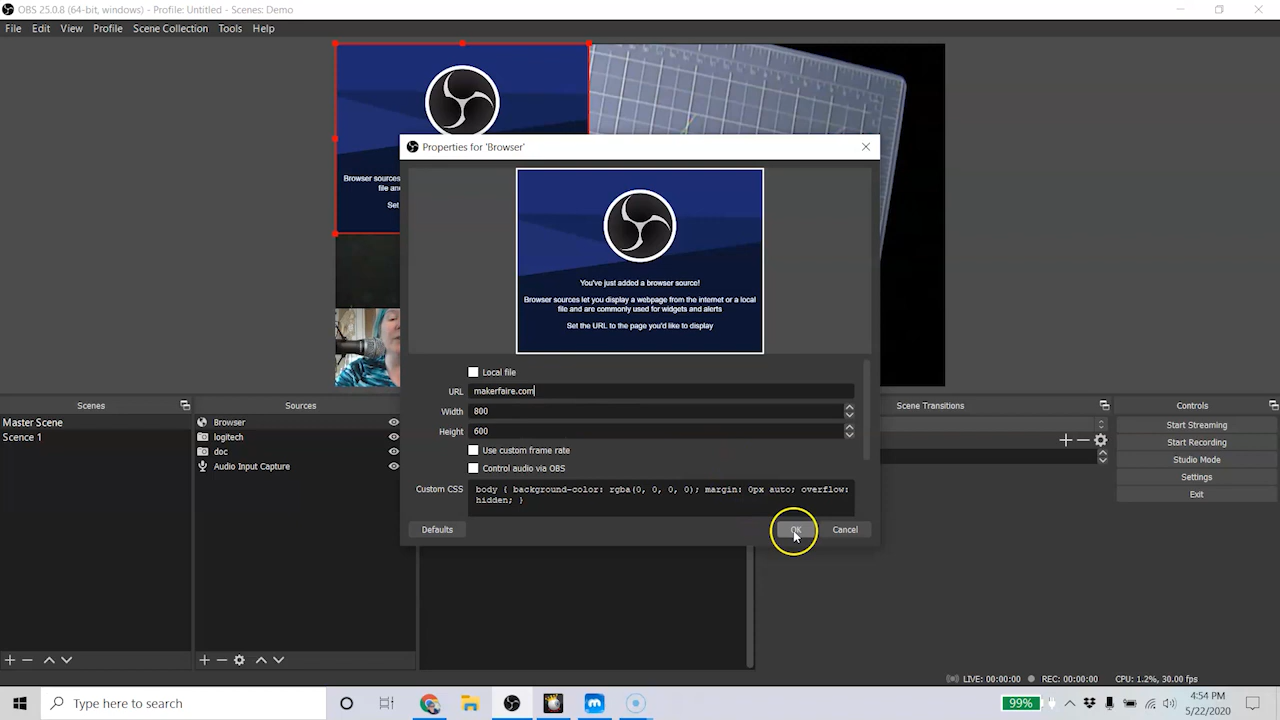 OBS 25.0.8 (64-bit, windows) - Profile: Untitled - Scenes: Demo
File Edit View Profile Scene Collection Tools Help
Browser sources
file an
Set
Properties for 'Browser'
You've just added a browser source!
Browser sources let you display a webpage from the internet or a local
file and are commonly used for widgets and alerts
Set the URL to the page you'd like to display
Local file
URL makerfaire.com
Width 800
Height 600
Use custom frame rate
Control audio via OBS
Custom CSS body { background-color: rgba(0, 0, 0, 0); margin: 0px auto; overflow:
hidden; }
Defaults OK Cancel
Scenes
Master Scene
Scence 1
Sources
Browser
logitech
doc
Audio Input Capture
Scene Transitions
Controls
Start Streaming
Start Recording
Studio Mode
Settings
Exit
LIVE: 00:00:00 REC: 00:00:00 CPU: 1.2%, 30.00 fps
Type here to search
99%
4:54 PM
5/22/2020